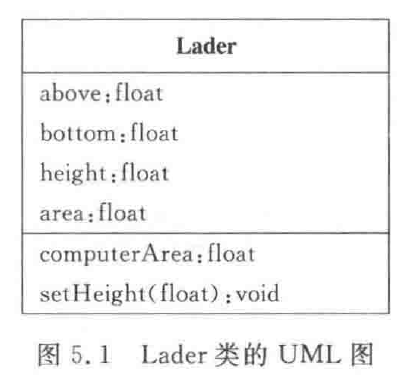 Lader
above:float
bottom:float
height:float
area:float
computerArea:float
setHeight(float):void
图 5.1 Lader 类的 UML 图